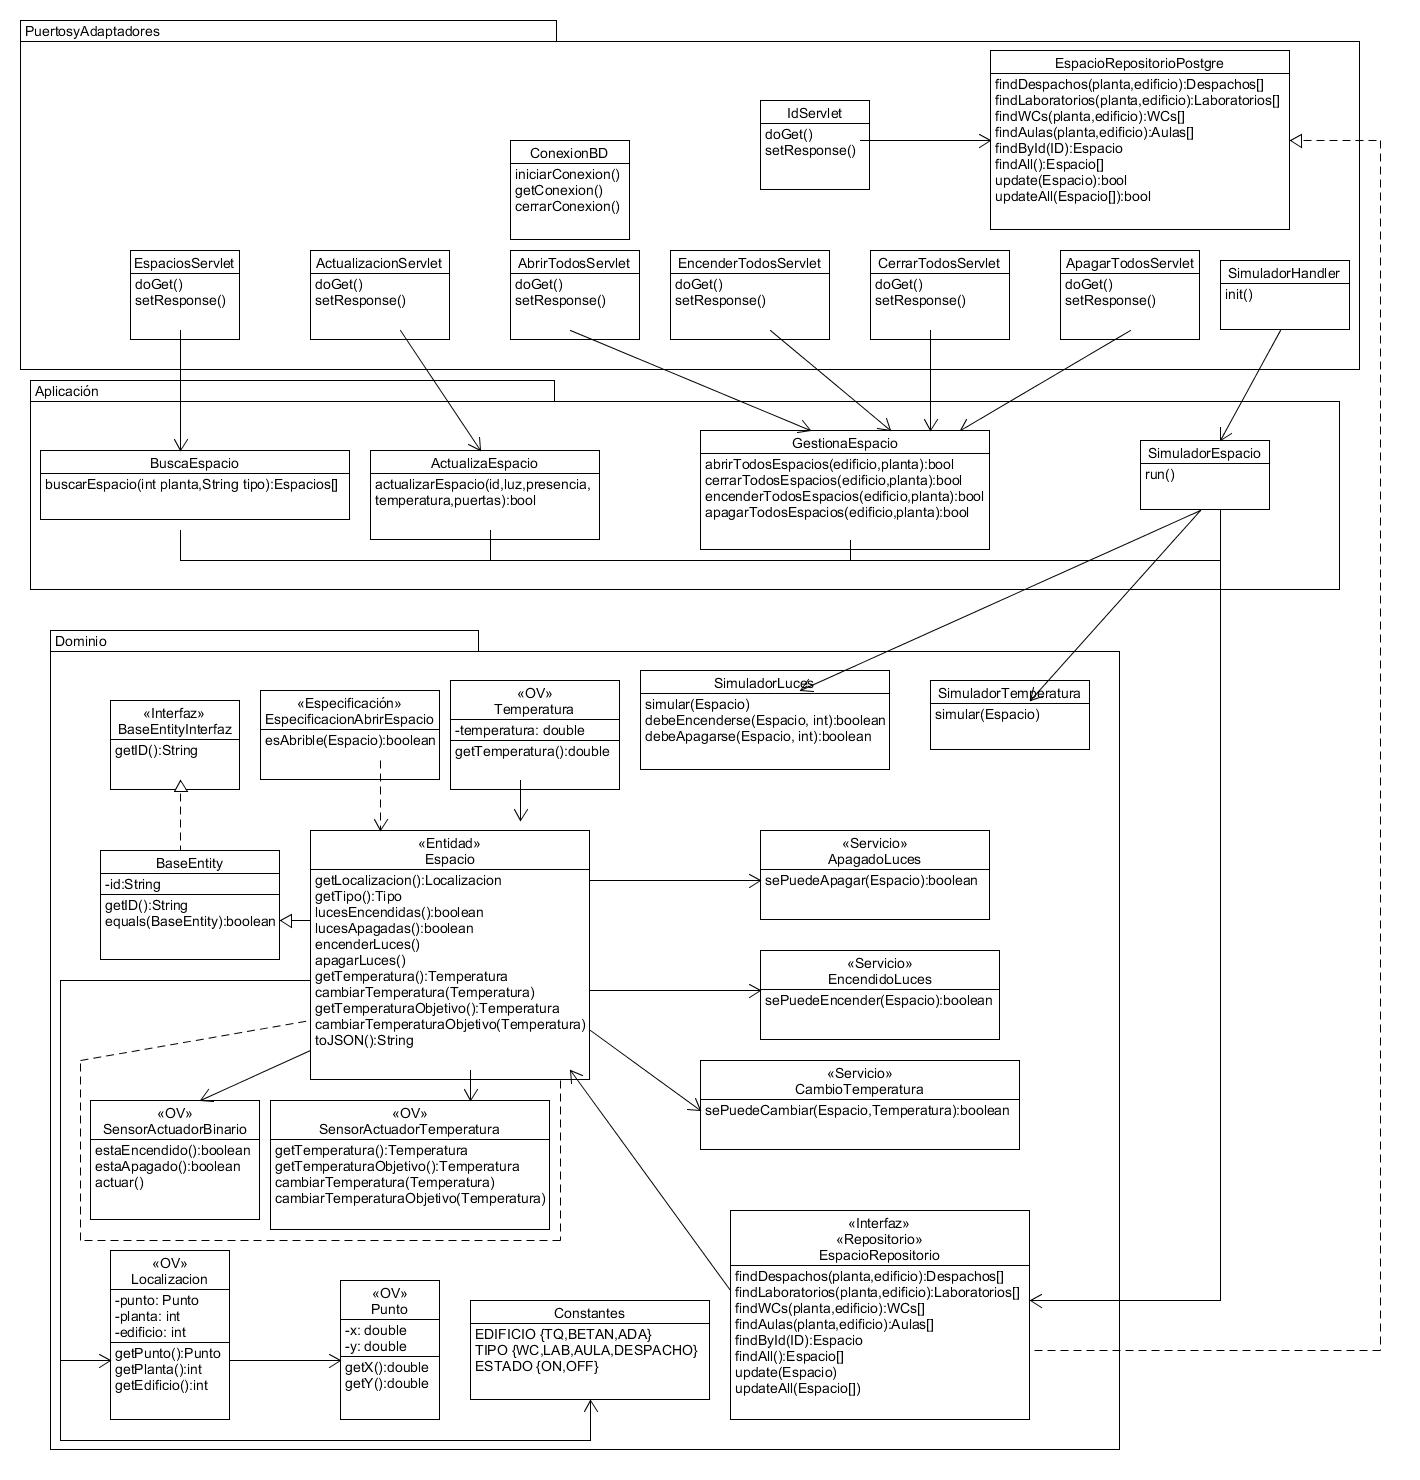 PuertosyAdaptadores
EspacioRepositorioPostgre
findDespachos(planta,edificio):Despachos[]
findLaboratorios(planta,edificio):Laboratorios[]
findWCs(planta,edificio):WCs[]
findAulas(planta,edificio):Aulas[]
findById(ID):Espacio
findAll():Espacio[]
update(Espacio):bool
updateAll(Espacio[]):bool
IdServlet
doGet()
setResponse()
ConexionBD
iniciarConexion()
getConexion()
cerrarConexion()
EspaciosServlet
doGet()
setResponse()
ActualizacionServlet
doGet()
setResponse()
AbrirTodosServlet
doGet()
setResponse()
EncenderTodosServlet
doGet()
setResponse()
CerrarTodosServlet
doGet()
setResponse()
ApagarTodosServlet
doGet()
setResponse()
SimuladorHandler
init()
Aplicación
BuscaEspacio
buscarEspacio(int planta,String tipo):Espacios[]
ActualizaEspacio
actualizarEspacio(id,luz,presencia,
temperatura,puertas):bool
GestionaEspacio
abrirTodosEspacios(edificio,planta):bool
cerrarTodosEspacios(edificio,planta):bool
encenderTodosEspacios(edificio,planta):bool
apagarTodosEspacios(edificio,planta):bool
SimuladorEspacio
run()
Dominio
«Interfaz»
BaseEntityInterfaz
getID():String
«Especificación»
EspecificacionAbrirEspacio
esAbrible(Espacio):boolean
«OV»
Temperatura
-temperatura: double
getTemperatura():double
SimuladorLuces
simular(Espacio)
debeEncenderse(Espacio, int):boolean
debeApagarse(Espacio, int):boolean
SimuladorTemperatura
simular(Espacio)
BaseEntity
-id:String
getID():String
equals(BaseEntity):boolean
«Entidad»
Espacio
getLocalizacion():Localizacion
getTipo():Tipo
lucesEncendidas():boolean
lucesApagadas():boolean
encenderLuces()
apagarLuces()
getTemperatura():Temperatura
cambiarTemperatura(Temperatura)
getTemperaturaObjetivo():Temperatura
cambiarTemperaturaObjetivo(Temperatura)
toJSON():String
«Servicio»
ApagadoLuces
sePuedeApagar(Espacio):boolean
«Servicio»
EncendidoLuces
sePuedeEncender(Espacio):boolean
«Servicio»
CambioTemperatura
sePuedeCambiar(Espacio,Temperatura):boolean
«OV»
SensorActuadorBinario
estaEncendido():boolean
estaApagado():boolean
actuar()
«OV»
SensorActuadorTemperatura
getTemperatura():Temperatura
getTemperaturaObjetivo():Temperatura
cambiarTemperatura(Temperatura)
cambiarTemperaturaObjetivo(Temperatura)
«Interfaz»
«Repositorio»
EspacioRepositorio
findDespachos(planta,edificio):Despachos[]
findLaboratorios(planta,edificio):Laboratorios[]
findWCs(planta,edificio):WCs[]
findAulas(planta,edificio):Aulas[]
findById(ID):Espacio
findAll():Espacio[]
update(Espacio)
updateAll(Espacio[])
«OV»
Localizacion
-punto: Punto
-planta: int
-edificio: int
getPunto():Punto
getPlanta():int
getEdificio():int
«OV»
Punto
-x: double
-y: double
getX():double
getY():double
Constantes
EDIFICIO {TQ,BETAN,ADA}
TIPO {WC,LAB,AULA,DESPACHO}
ESTADO {ON,OFF}